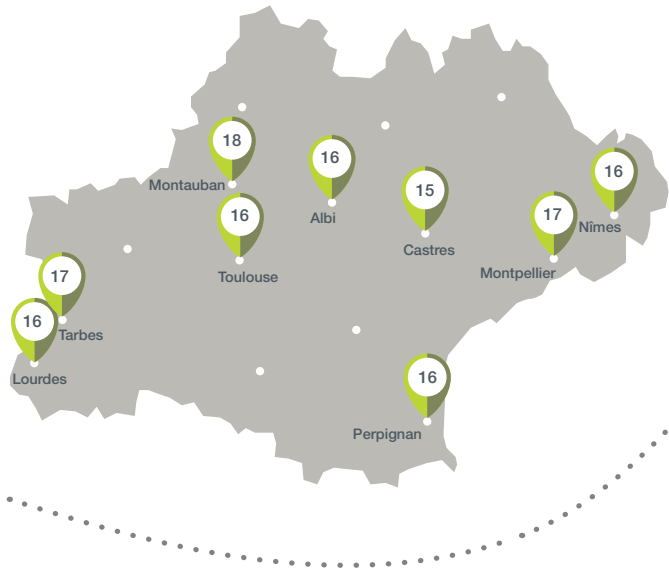 18
Montauban
16
Albi
15
Castres
16
Nîmes
17
Montpellier
16
Toulouse
17
Tarbes
16
Lourdes
16
Perpignan